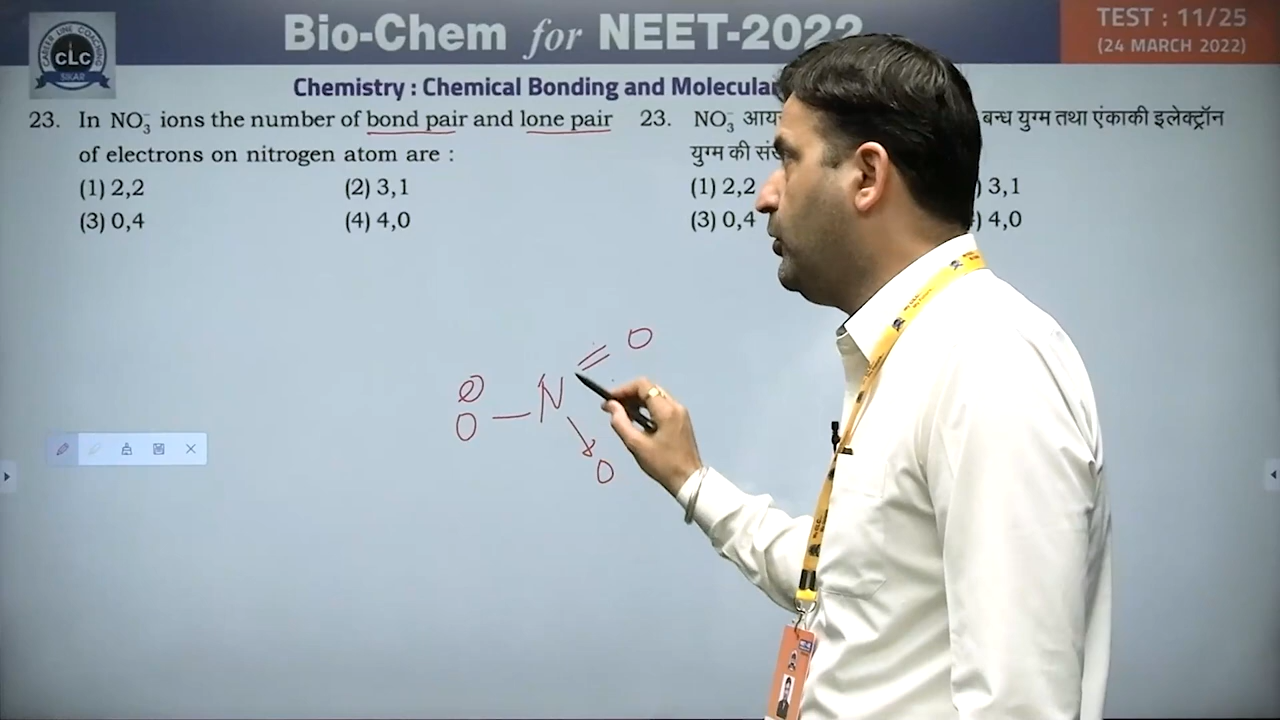 CAREER LINE COACHING
CLC
SIKAR
Bio-Chem for NEET-2022
TEST : 11/25
(24 MARCH 2022)
Chemistry : Chemical Bonding and Molecular
23. In NO₃⁻ ions the number of bond pair and lone pair
of electrons on nitrogen atom are :
(1) 2,2 (2) 3,1
(3) 0,4 (4) 4,0
23. NO₃⁻ बन्ध युग्म तथा एंकाकी इलेक्ट्रॉन
युग्म की
(1) 2,2 ) 3,1
(3) 0,4 ) 4,0
O
⊖
N
O
O